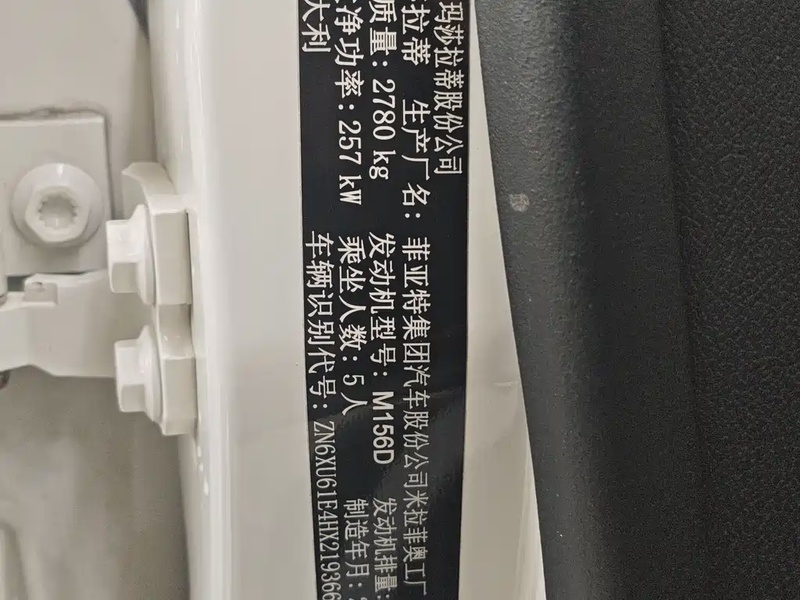 玛莎拉蒂股份公司
拉蒂 生产厂名: 菲亚特集团汽车股份公司米拉菲奥工厂
质量: 2780 kg 发动机型号: M156D 发动机排量:
净功率: 257 kW 乘坐人数: 5人 制造年月:
大利 车辆识别代号: ZN6XU61E4HX219366